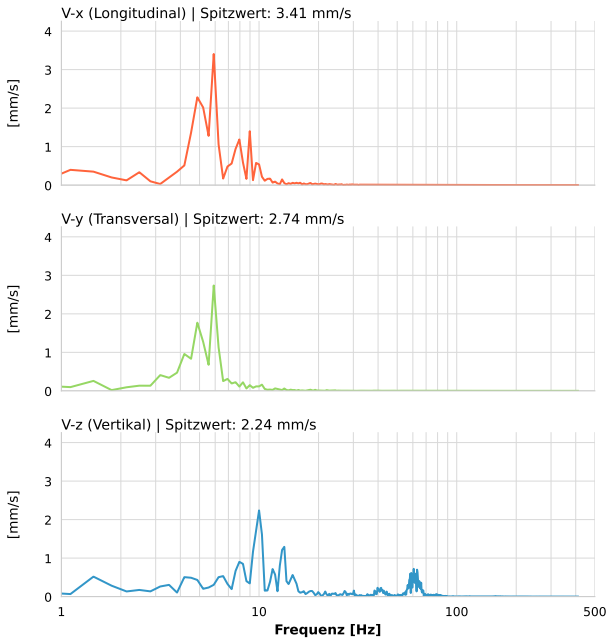 V-x (Longitudinal) | Spitzwert: 3.41 mm/s
4
3
2
1
0
[mm/s]
V-y (Transversal) | Spitzwert: 2.74 mm/s
4
3
2
1
0
[mm/s]
V-z (Vertikal) | Spitzwert: 2.24 mm/s
4
3
2
1
0
[mm/s]
1 10 100 500
Frequenz [Hz]